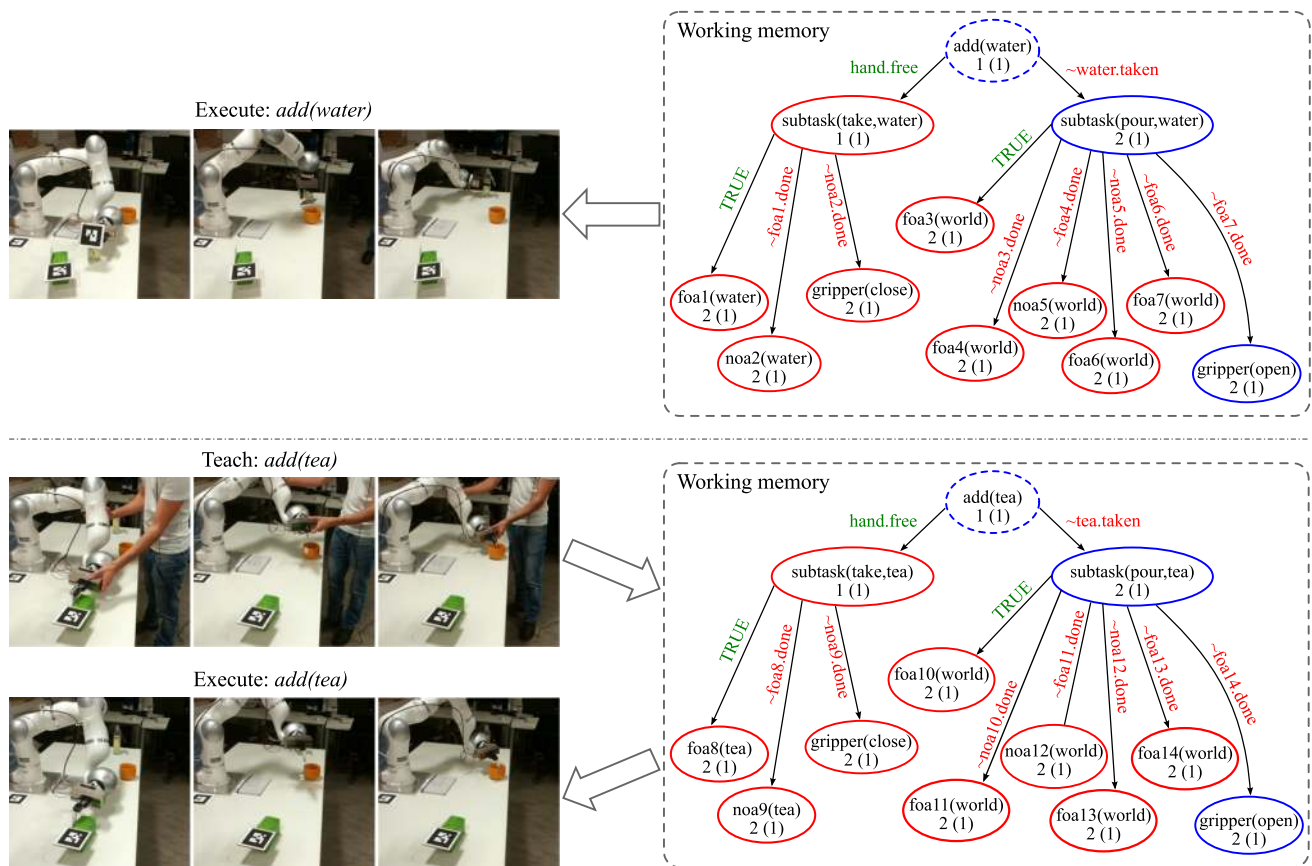 Working memory
add(water)
1 (1)
hand.free
~water.taken
Execute: add(water)
subtask(take,water)
1 (1)
subtask(pour,water)
2 (1)
TRUE
~foa1.done
~noa2.done
TRUE
~noa3.done
~foa4.done
~noa5.done
~foa6.done
~foa7.done
foa3(world)
2 (1)
foa1(water)
2 (1)
gripper(close)
2 (1)
noa5(world)
2 (1)
foa7(world)
2 (1)
noa2(water)
2 (1)
foa4(world)
2 (1)
foa6(world)
2 (1)
gripper(open)
2 (1)
Teach: add(tea)
Working memory
add(tea)
1 (1)
hand.free
~tea.taken
subtask(take,tea)
1 (1)
subtask(pour,tea)
2 (1)
TRUE
~foa8.done
~noa9.done
TRUE
~noa10.done
~foa11.done
~noa12.done
~foa13.done
~foa14.done
foa10(world)
2 (1)
Execute: add(tea)
foa8(tea)
2 (1)
gripper(close)
2 (1)
noa12(world)
2 (1)
foa14(world)
2 (1)
noa9(tea)
2 (1)
foa11(world)
2 (1)
foa13(world)
2 (1)
gripper(open)
2 (1)